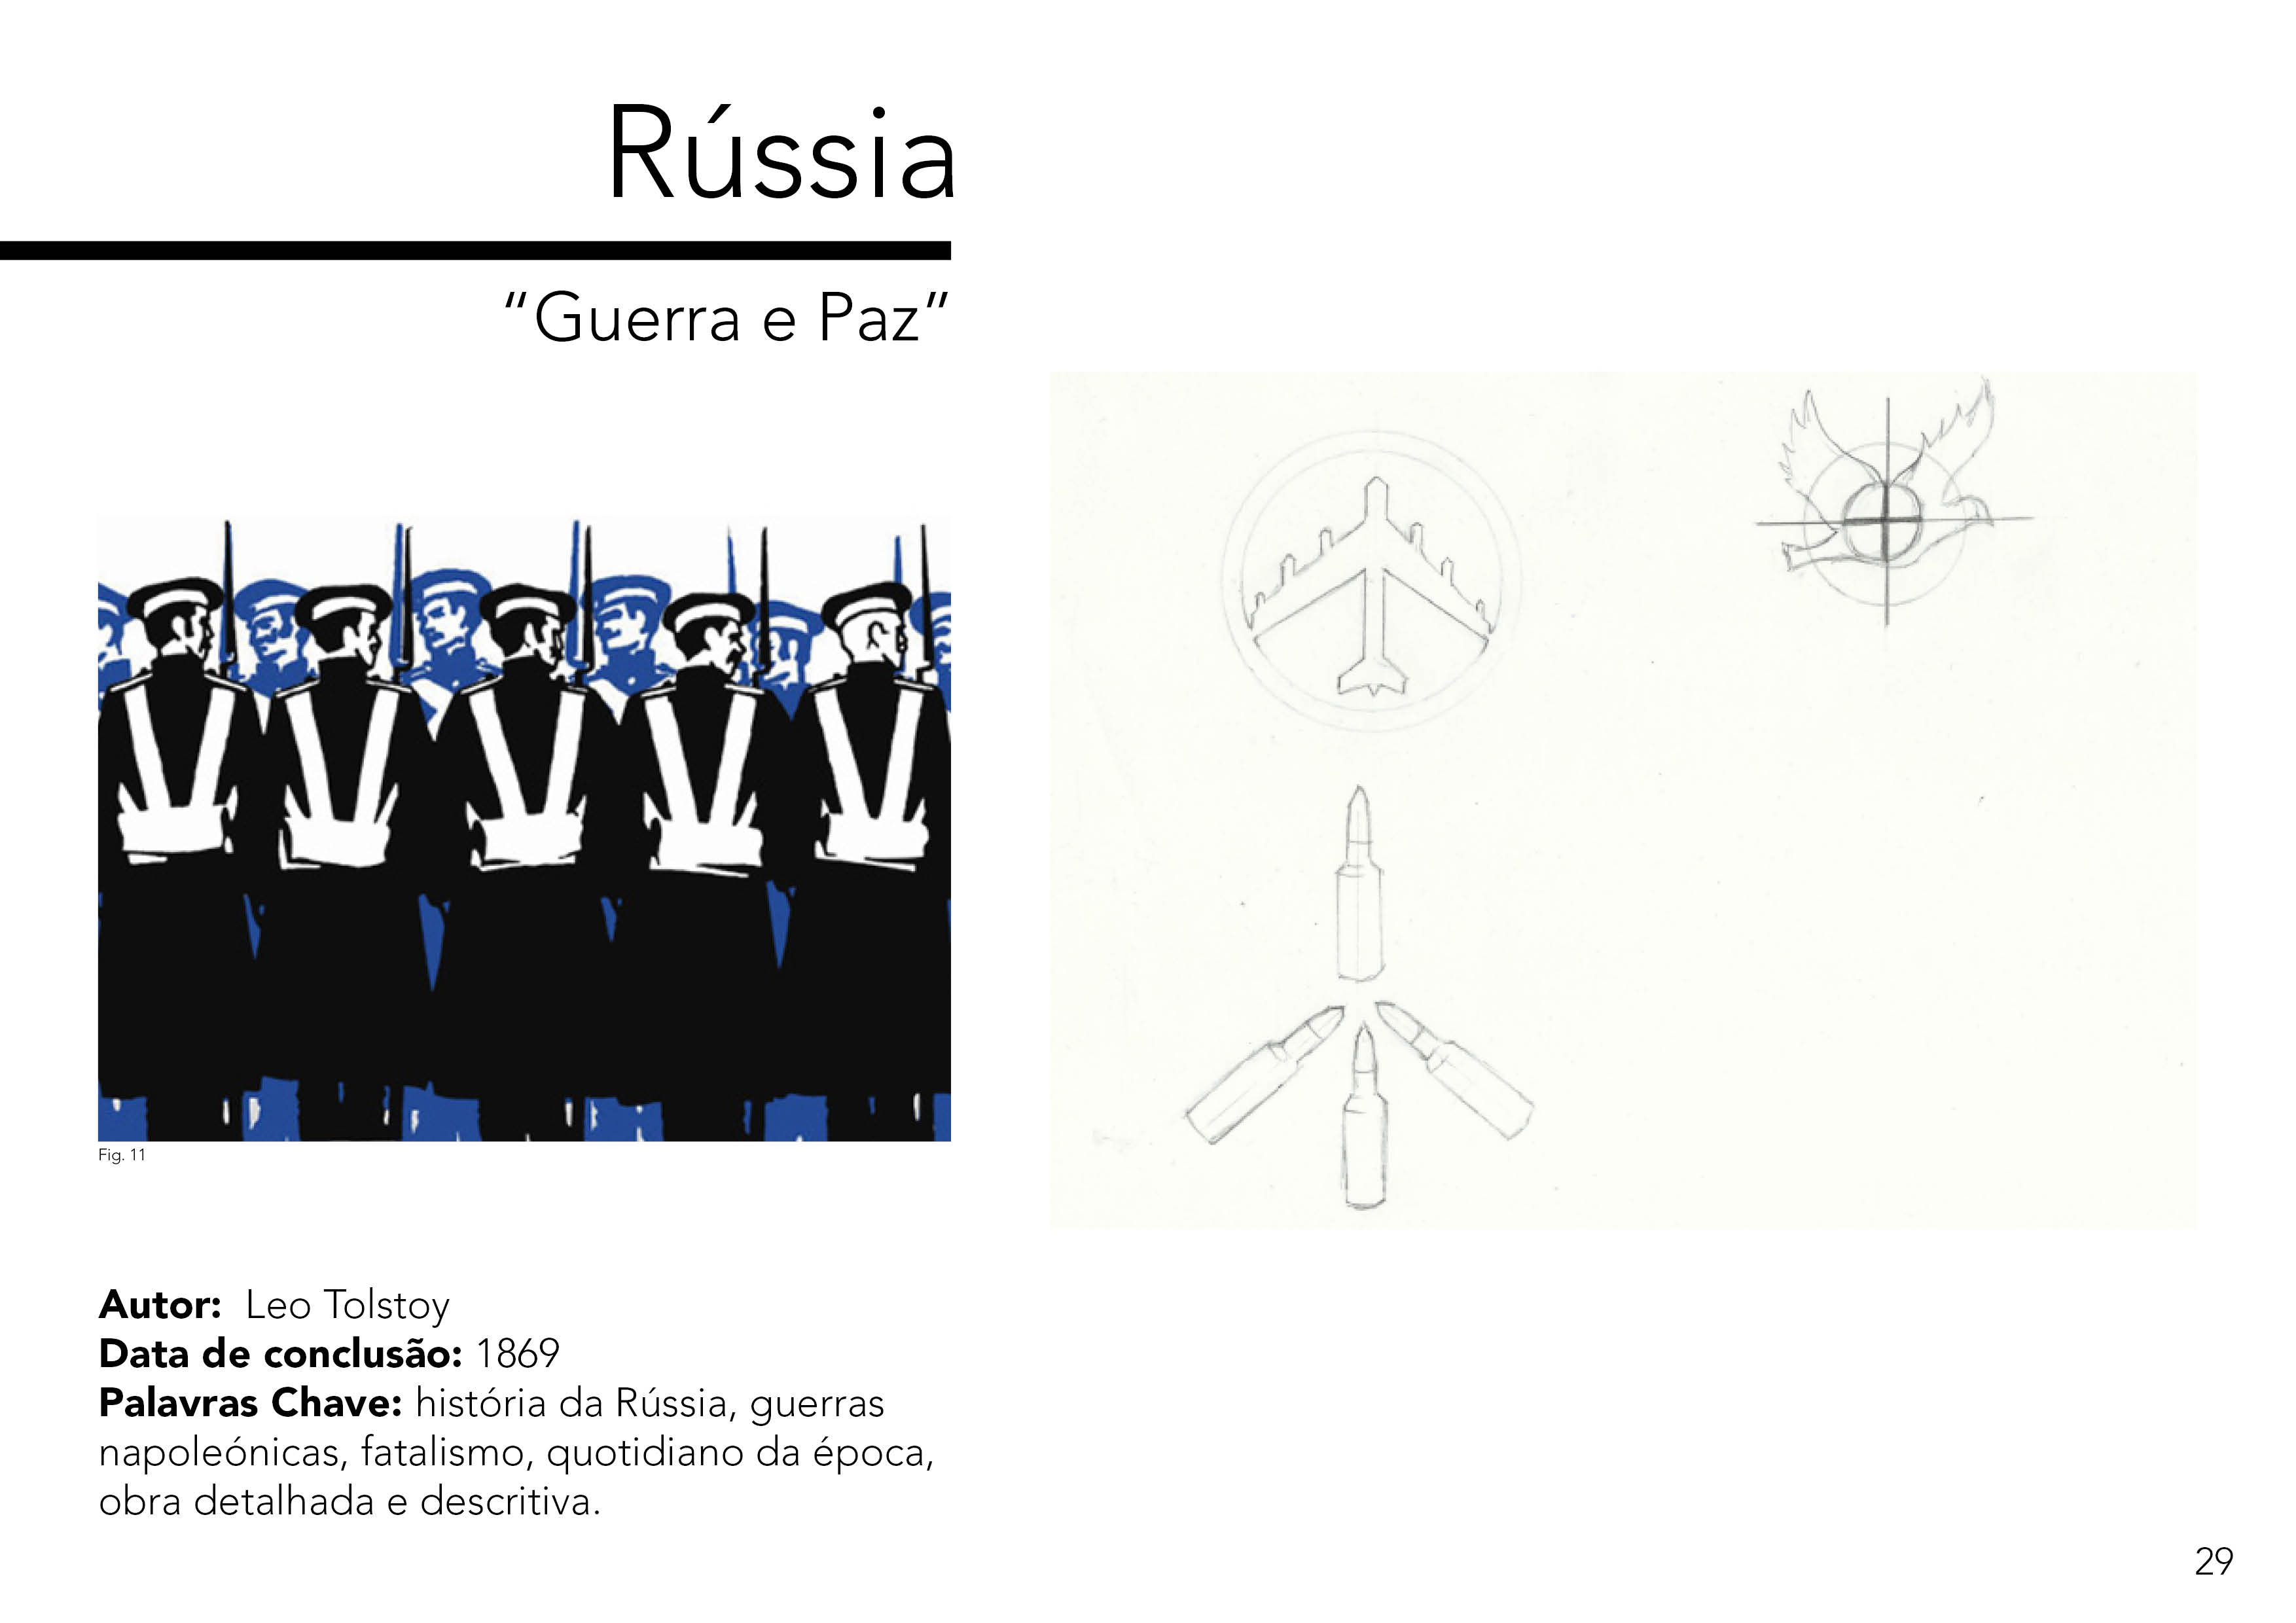 Rússia
“Guerra e Paz”
Fig. 11
Autor: Leo Tolstoy
Data de conclusão: 1869
Palavras Chave: história da Rússia, guerras
napoleónicas, fatalismo, quotidiano da época,
obra detalhada e descritiva.
29